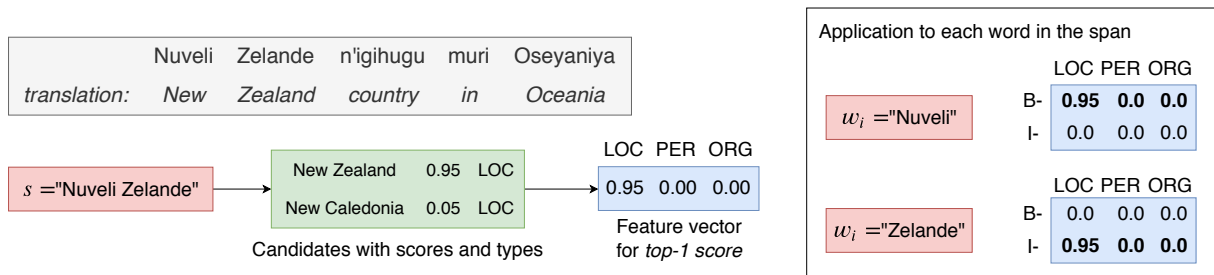 Nuveli Zelande n'igihugu muri Oseyaniya
translation: New Zealand country in Oceania
s ="Nuveli Zelande"
New Zealand 0.95 LOC
New Caledonia 0.05 LOC
Candidates with scores and types
LOC PER ORG
0.95 0.00 0.00
Feature vector
for top-1 score
Application to each word in the span
LOC PER ORG
w_i ="Nuveli"
B- 0.95 0.0 0.0
I- 0.0 0.0 0.0
LOC PER ORG
w_i ="Zelande"
B- 0.0 0.0 0.0
I- 0.95 0.0 0.0